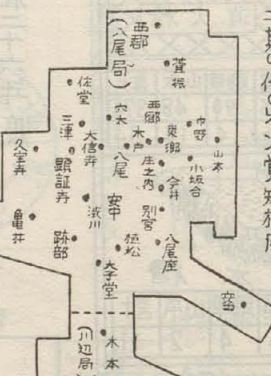 西郡
(八尾局)
萱振
佐堂
穴太
西郷
中野
山本
三津
大信寺
木戸
庄之内
東郷
小坂合
久宝寺
顕証寺
八尾
今井
渋川
安中
別宮
亀井
跡部
植松
八尾座
太子堂
(川辺局)
木本